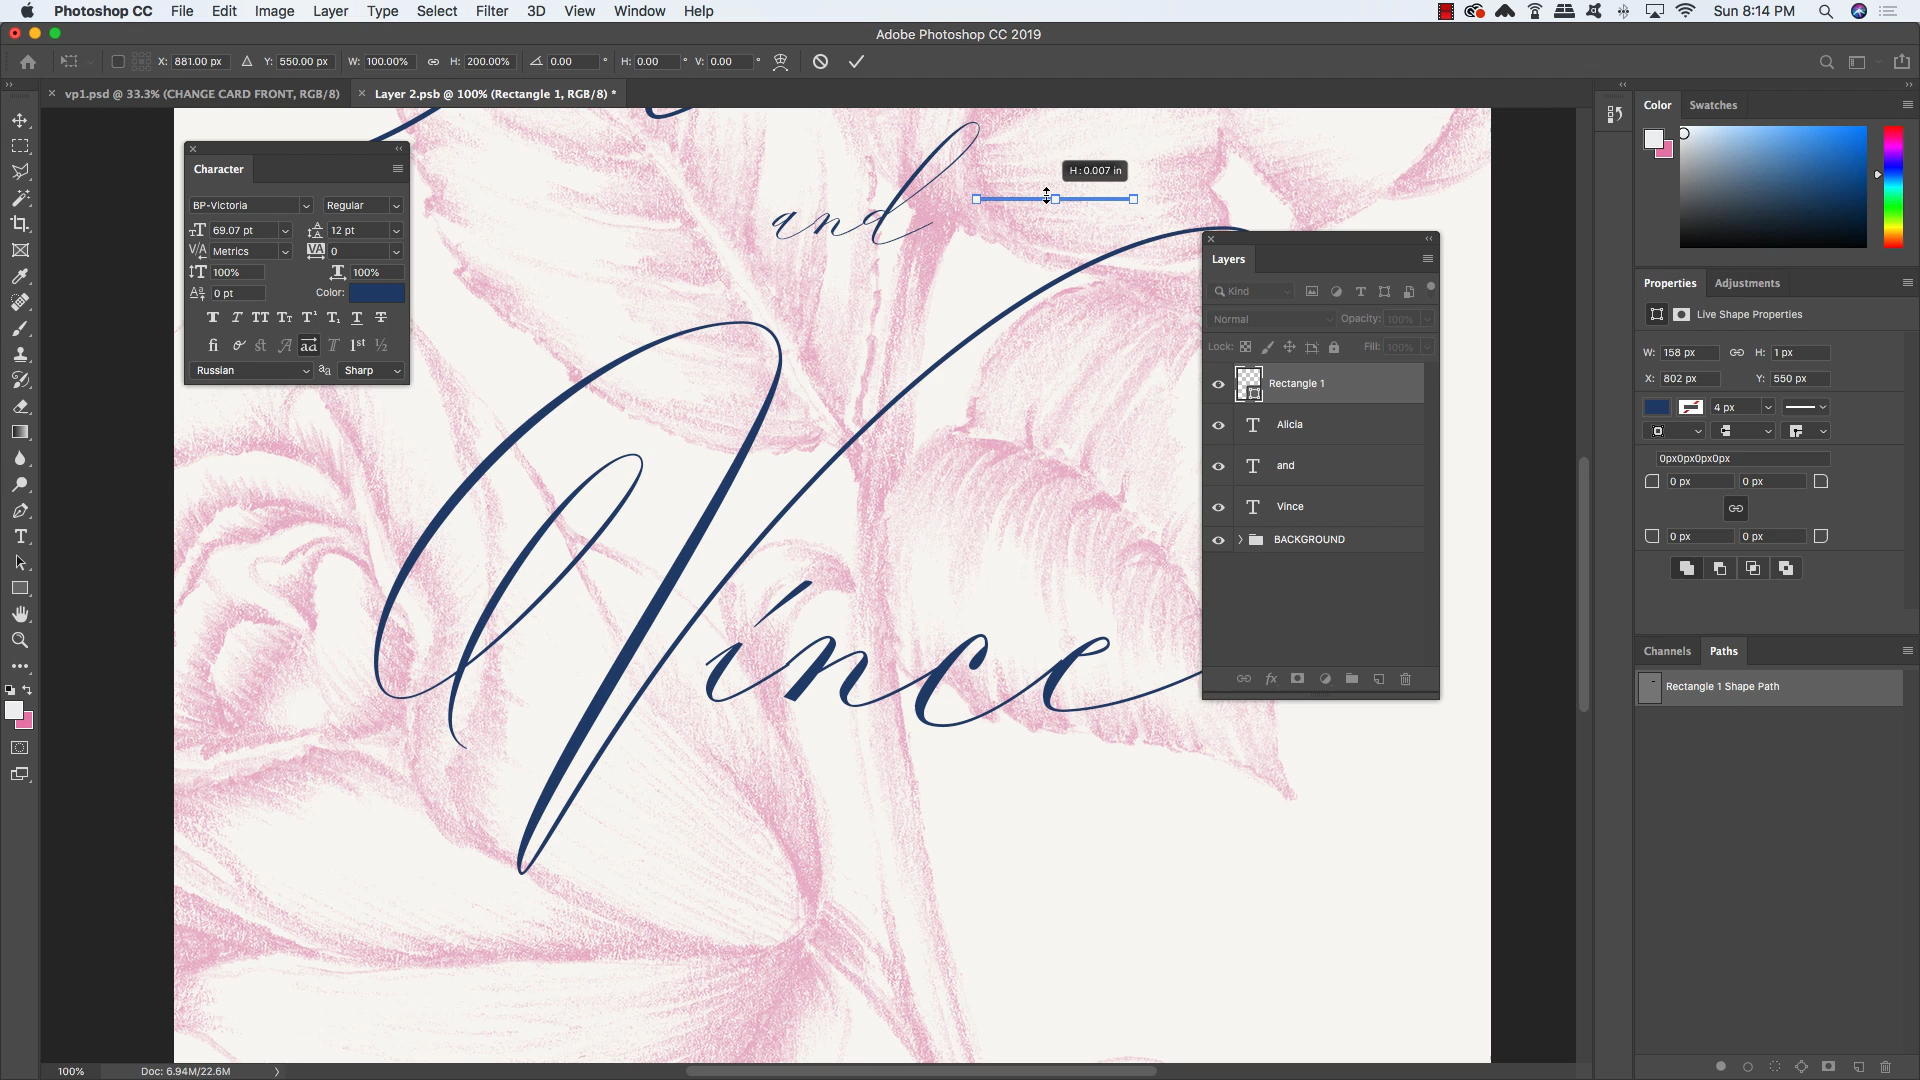 Photoshop CC File Edit Image Layer Type Select Filter 3D View Window Help Sun 8:14 PM
Adobe Photoshop CC 2019
X: 881.00 px Y: 550.00 px W: 100.00% H: 200.00% 0.00 ° H: 0.00 ° V: 0.00 °
vp1.psd @ 33.3% (CHANGE CARD FRONT, RGB/8) Layer 2.psb @ 100% (Rectangle 1, RGB/8) *
Character
BP-Victoria Regular
69.07 pt 12 pt
Metrics 0
100% 100%
0 pt Color:
Russian Sharp
and
H: 0.007 in
Vince
Layers
Kind
Normal Opacity: 100%
Lock: Fill: 100%
Rectangle 1
Alicia
and
Vince
BACKGROUND
Color Swatches
Properties Adjustments
Live Shape Properties
W: 158 px H: 1 px
X: 802 px Y: 550 px
4 px
0px0px0px0px
0 px 0 px
0 px 0 px
Channels Paths
Rectangle 1 Shape Path
100% Doc: 6.94M/22.6M